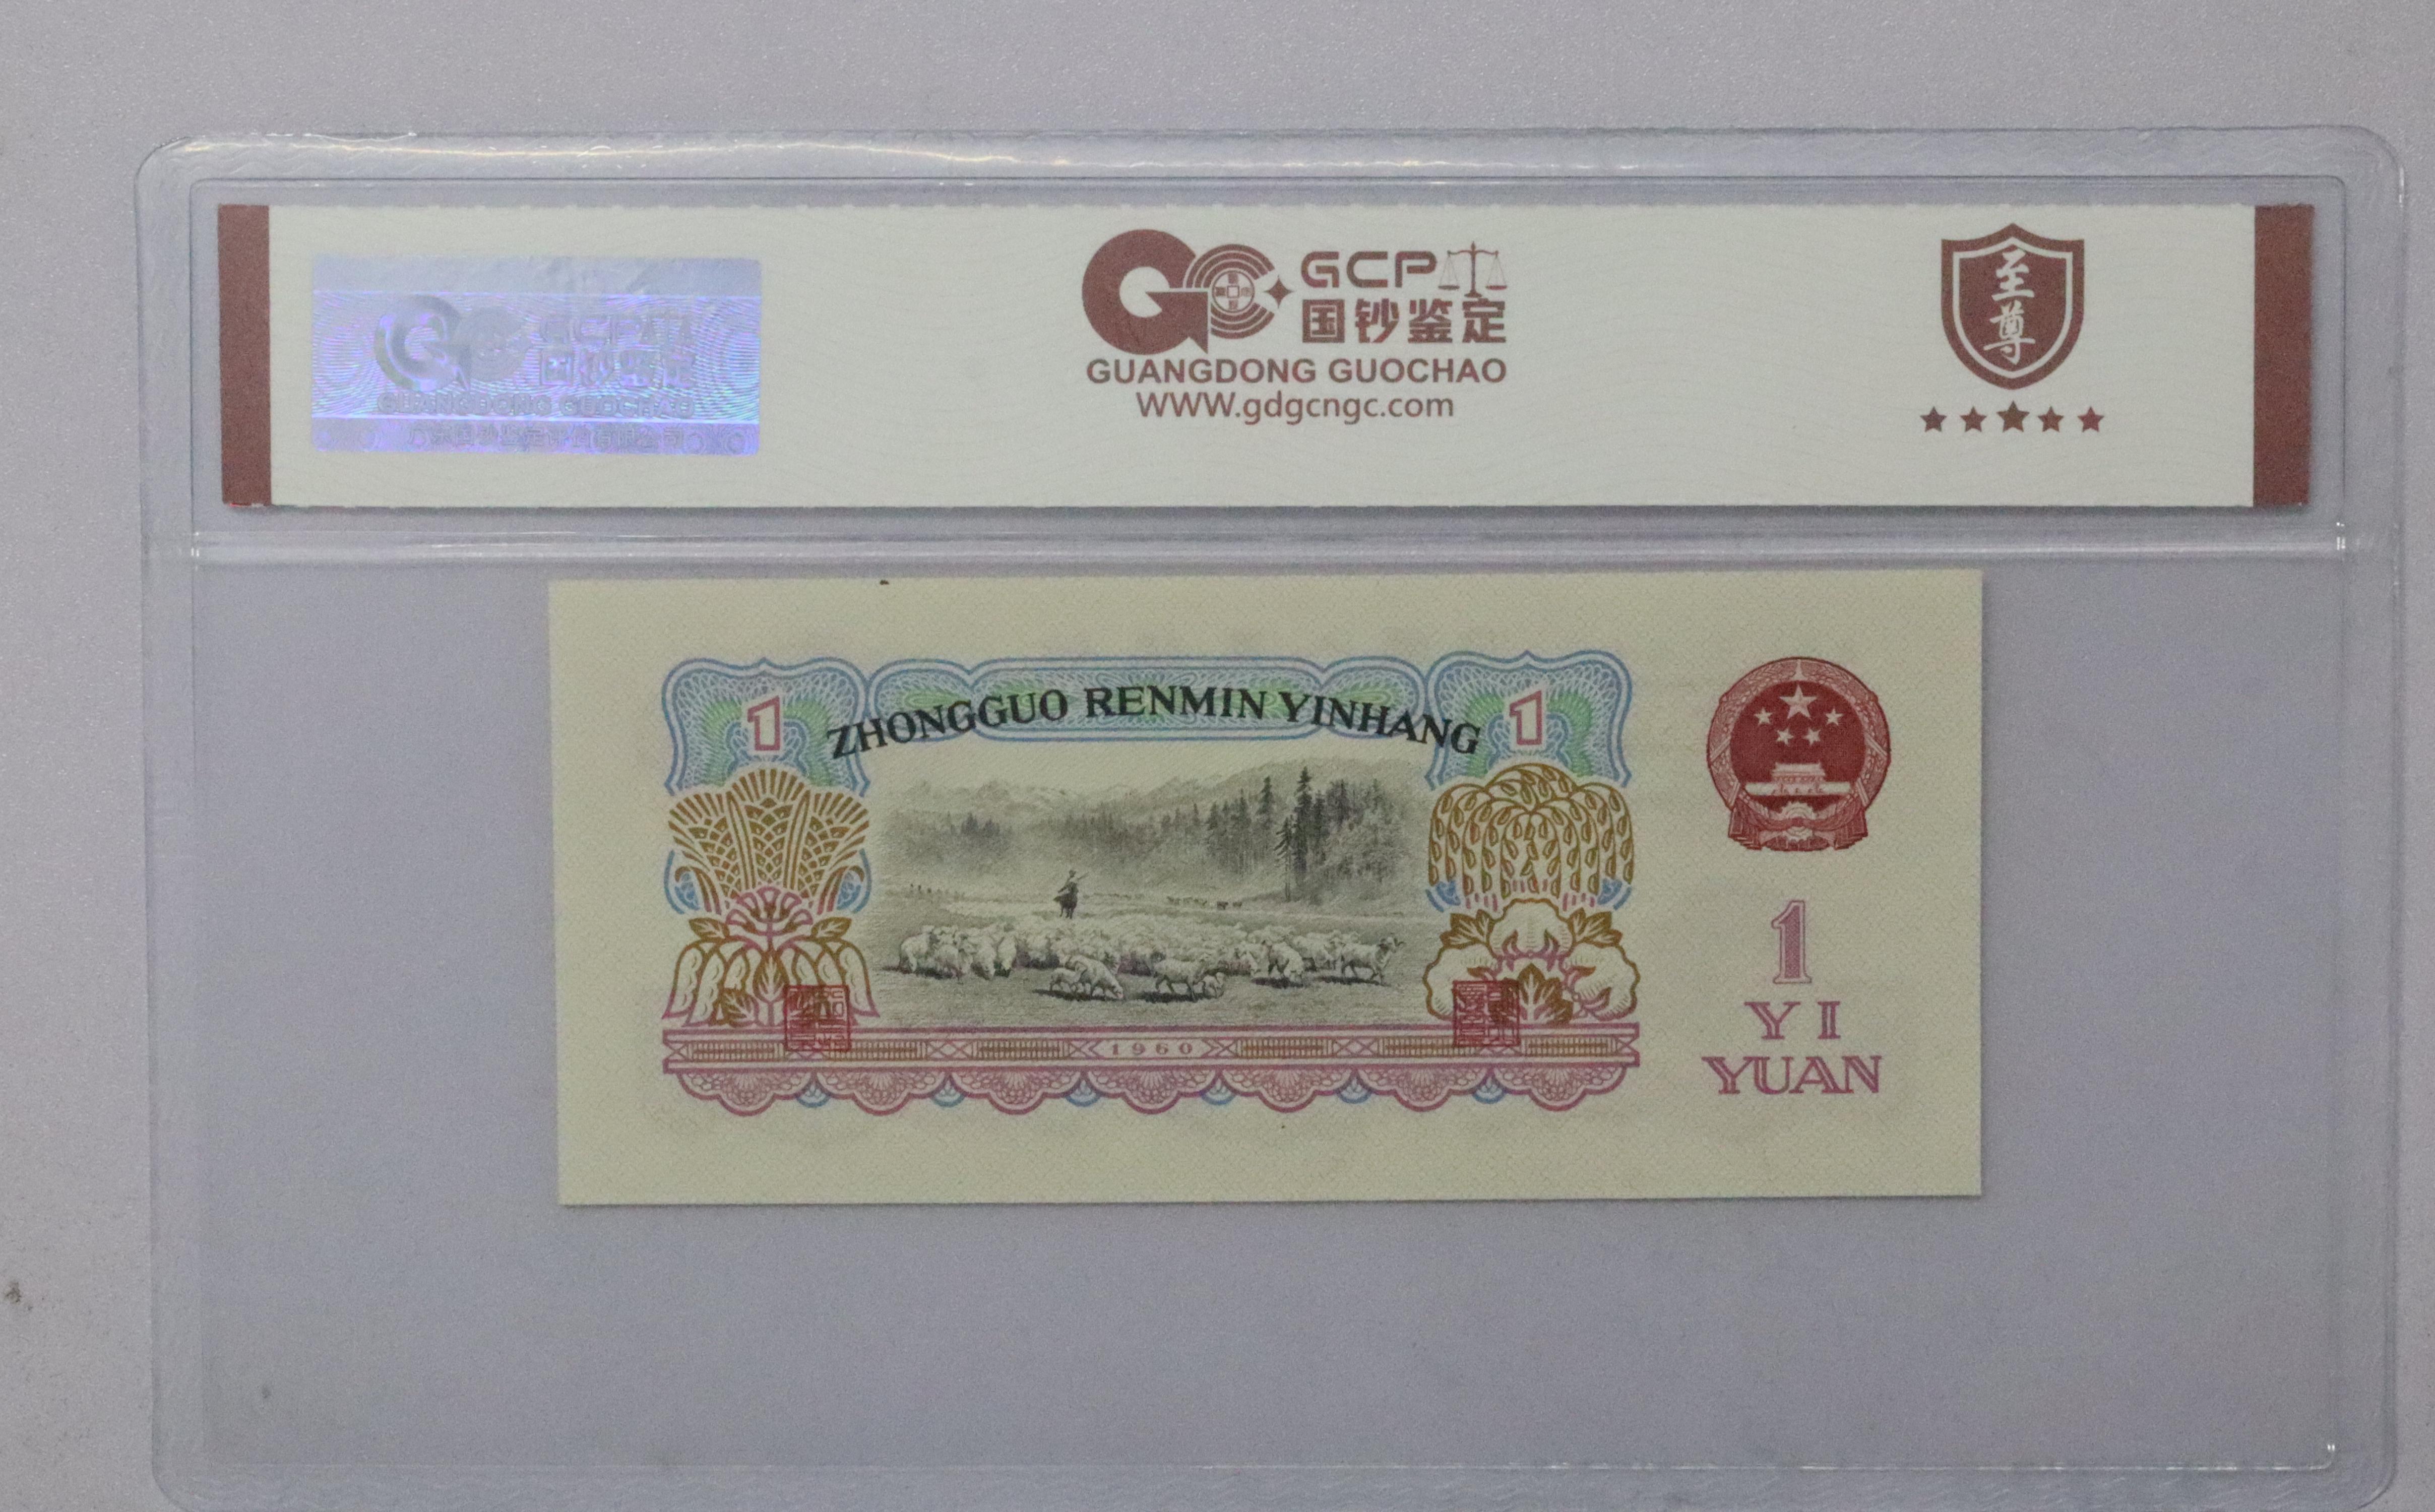 GCP
国钞鉴定
GUANGDONG GUOCHAO
GCP
国钞鉴定
GUANGDONG GUOCHAO
WWW.gdgcngc.com
至尊
1
ZHONGGUO RENMIN YINHANG
1
1960
1
YI
YUAN